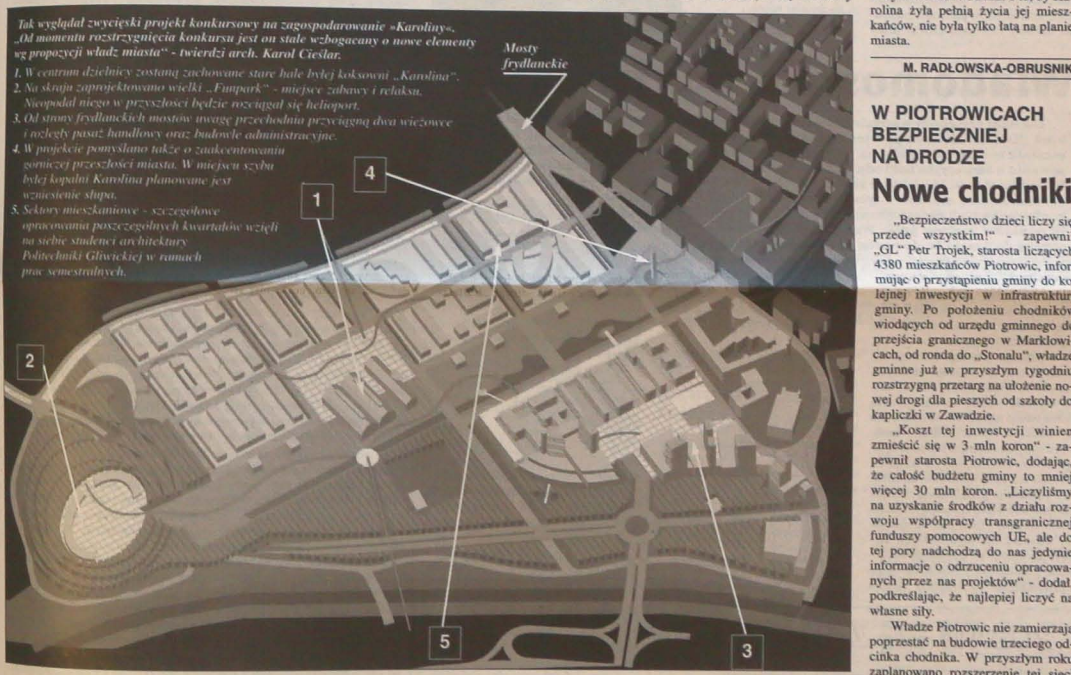 Tak wyglądał zwycięski projekt konkursowy na zagospodarowanie »Karoliny«.
„Od momentu rozstrzygnięcia konkursu jest on stale wzbogacany o nowe elementy
wg propozycji władz miasta“ - twierdzi arch. Karol Cieślar.
1. W centrum dzielnicy zostaną zachowane stare hale byłej koksowni „Karolina“.
2. Na skraju zaprojektowano wielki „Funpark“ - miejsce zabawy i relaksu.
Nieopodal niego w przyszłości będzie rozciągał się heliport.
3. Od strony frydlanckich mostów uwagę przechodnia przyciągną dwa wieżowce
i rozległy pasaż handlowy oraz budowle administracyjne.
4. W projekcie pomyślano także o zaakcentowaniu
górniczej przeszłości miasta. W miejscu szybu
byłej kopalni Karolina planowane jest
wzniesienie słupa.
5. Sektory mieszkaniowe - szczegółowe
opracowania poszczególnych kwartałów wzięli
na siebie studenci architektury
Politechniki Gliwickiej w ramach
prac semestralnych.
Mosty
frydlanckie
1
4
2
5
3
rolina żyła pełnią życia jej miesz-
kańców, nie była tylko łatą na planie
miasta.
M. RADŁOWSKA-OBRUSNIK
W PIOTROWICACH
BEZPIECZNIEJ
NA DRODZE
Nowe chodniki
„Bezpieczeństwo dzieci liczy się
przede wszystkim!“ - zapewnił
„GL“ Petr Trojek, starosta liczących
4380 mieszkańców Piotrowic, infor
mując o przystąpieniu gminy do ko
lejnej inwestycji w infrastruktur
gminy. Po położeniu chodników
wiodących od urzędu gminnego do
przejścia granicznego w Marklowi
cach, od ronda do „Stonalu“, władze
gminne już w przyszłym tygodniu
rozstrzygną przetarg na ułożenie no-
wej drogi dla pieszych od szkoły do
kapliczki w Zawadzie.
„Koszt tej inwestycji winien
zmieścić się w 3 mln koron“ - za-
pewnił starosta Piotrowic, dodając,
że całość budżetu gminy to mniej
więcej 30 mln koron. „Liczyliśmy
na uzyskanie środków z działu roz-
woju współpracy transgranicznej
funduszy pomocowych UE, ale do
tej pory nadchodzą do nas jedynie
informacje o odrzuceniu opracowa-
nych przez nas projektów“ - dodał,
podkreślając, że najlepiej liczyć na
własne siły.
Władze Piotrowic nie zamierzają
poprzestać na budowie trzeciego od-
cinka chodnika. W przyszłym roku
zaplanowano rozszerzenie tej sieci